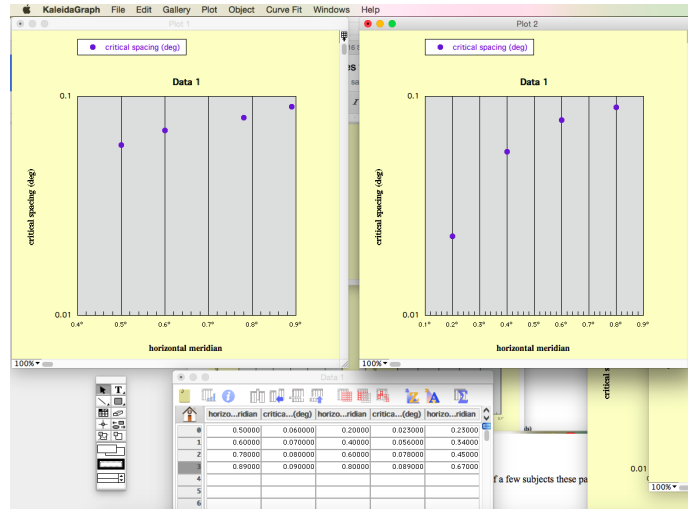 KaleidaGraph File Edit Gallery Plot Object Curve Fit Windows Help
Plot 1
critical spacing (deg)
Data 1
0.1
critical spacing (deg)
0.01
0.4° 0.5° 0.6° 0.7° 0.8° 0.9°
horizontal meridian
100%
Plot 2
critical spacing (deg)
Data 1
0.1
critical spacing (deg)
0.01
0.1° 0.2° 0.3° 0.4° 0.5° 0.6° 0.7° 0.8° 0.9°
horizontal meridian
100%
Data 1
horizo...ridian critica...(deg) horizo...ridian critica...(deg) horizo...ridian
0 0.50000 0.060000 0.20000 0.023000 0.23000
1 0.60000 0.070000 0.40000 0.056000 0.34000
2 0.78000 0.080000 0.60000 0.078000 0.45000
3 0.89000 0.090000 0.80000 0.089000 0.67000
4
5
6
f a few subjects these pa
critical s
0.01
100%